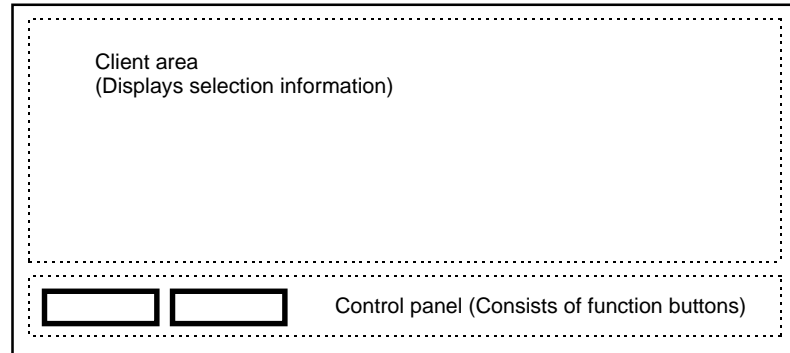 Client area
(Displays selection information)
Control panel (Consists of function buttons)